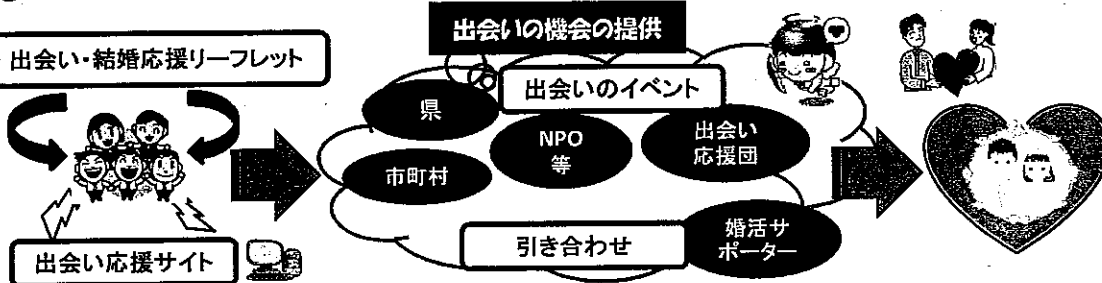 出会い・結婚応援リーフレット
出会い応援サイト
出会いの機会の提供
出会いのイベント
県
市町村
NPO
等
出会い
応援団
引き合わせ
婚活サ
ポーター